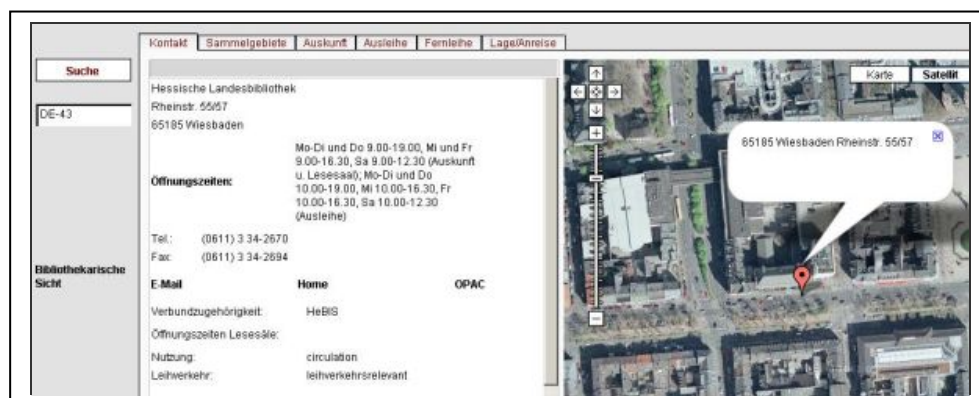 Kontakt Sammelgebiete Auskunft Ausleihe Fernleihe Lage/Anreise
Suche
DE-43
Bibliothekarische
Sicht
Hessische Landesbibliothek
Rheinstr. 55/57
65185 Wiesbaden
Öffnungszeiten:
Mo-Di und Do 9.00-19.00, Mi und Fr
9.00-16.30, Sa 9.00-12.30 (Auskunft
u. Lesesaal); Mo-Di und Do
10.00-19.00, Mi 10.00-16.30, Fr
10.00-16.30, Sa 10.00-12.30
(Ausleihe)
Tel.: (0611) 3 34-2670
Fax: (0611) 3 34-2694
E-Mail Home OPAC
Verbundzugehörigkeit: HeBIS
Öffnungszeiten Lesesäle:
Nutzung: circulation
Leihverkehr: leihverkehrsrelevant
Karte Satellit
65185 Wiesbaden Rheinstr. 55/57